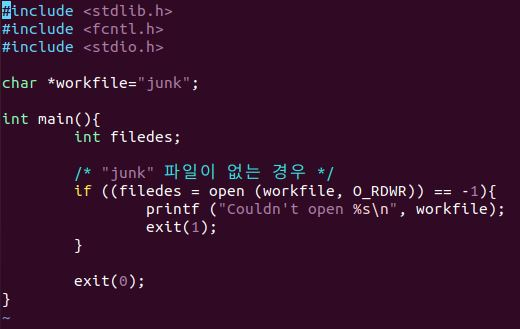 #include <stdlib.h>
#include <fcntl.h>
#include <stdio.h>
char *workfile="junk";
int main(){
int filedes;
/* "junk" 파일이 없는 경우 */
if ((filedes = open (workfile, O_RDWR)) == -1){
printf ("Couldn't open %s\n", workfile);
exit(1);
}
exit(0);
}
~